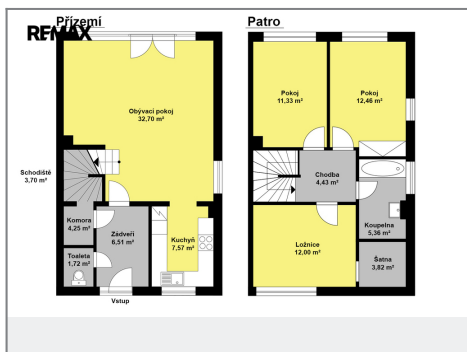 Přízemí
REMAX
Obývací pokoj
32,70 m²
Schodiště
3,70 m²
Komora
4,25 m²
Zádveří
6,51 m²
Kuchyň
7,57 m²
Toaleta
1,72 m²
Vstup
Patro
Pokoj
11,33 m²
Pokoj
12,46 m²
Chodba
4,43 m²
Koupelna
5,36 m²
Ložnice
12,00 m²
Šatna
3,82 m²